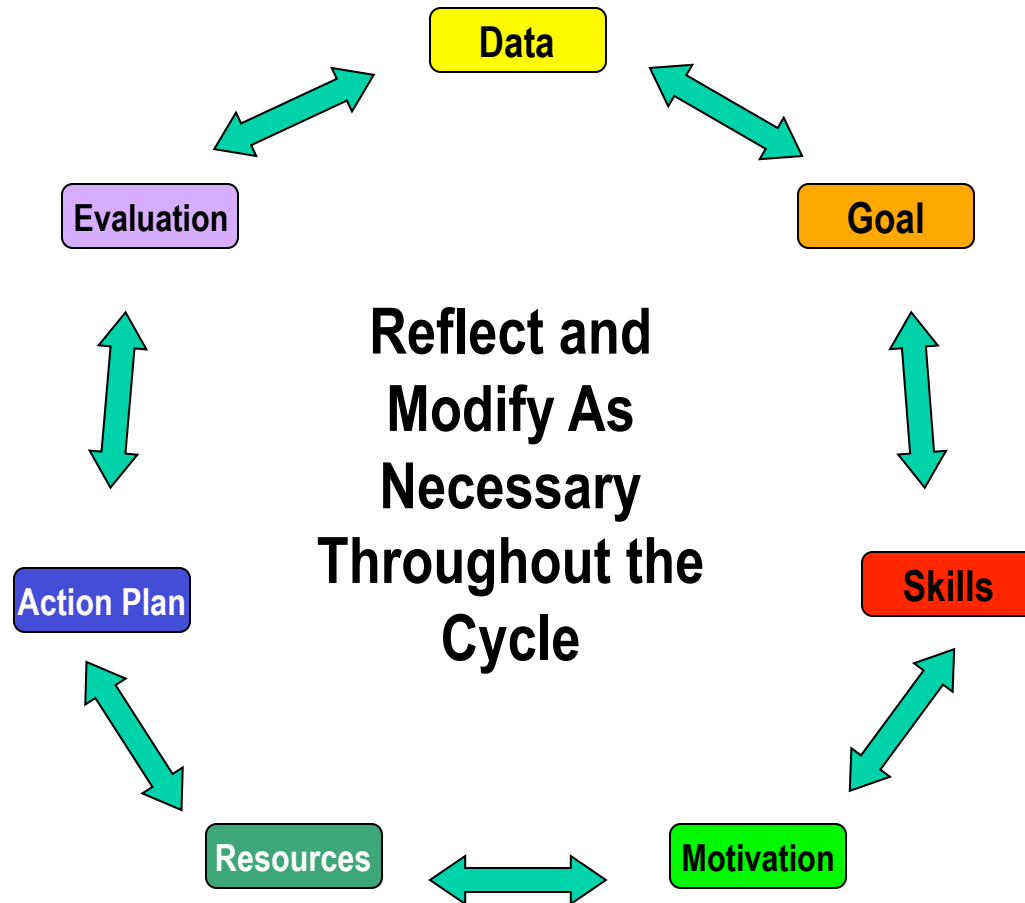 Data
Evaluation
Goal
Reflect and
Modify As
Necessary
Throughout the
Cycle
Action Plan
Skills
Resources
Motivation